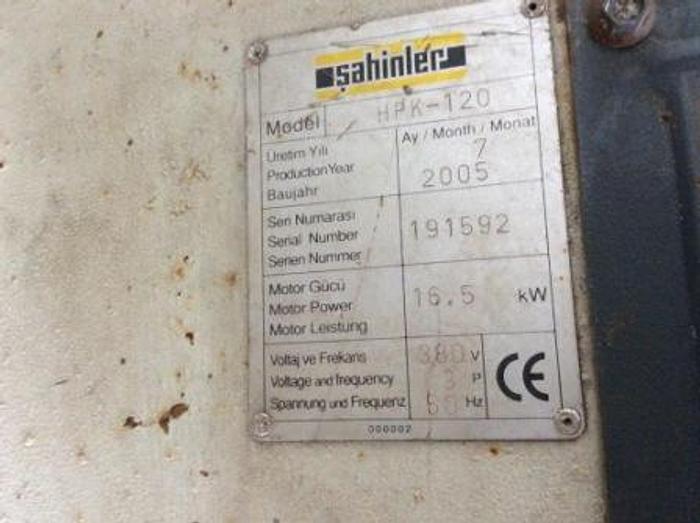 şahinler
Model HPK-120
Üretim Yılı
Production Year
Baujahr
Ay / Month / Monat
7
2005
Seri Numarası
Serial Number
Serien Nummer
191592
Motor Gücü
Motor Power
Motor Leistung
16.5 kW
Voltaj ve Frekans
Voltage and frequency
Spannung und Frequenz
380 V
3 P
50 Hz
CE
000002